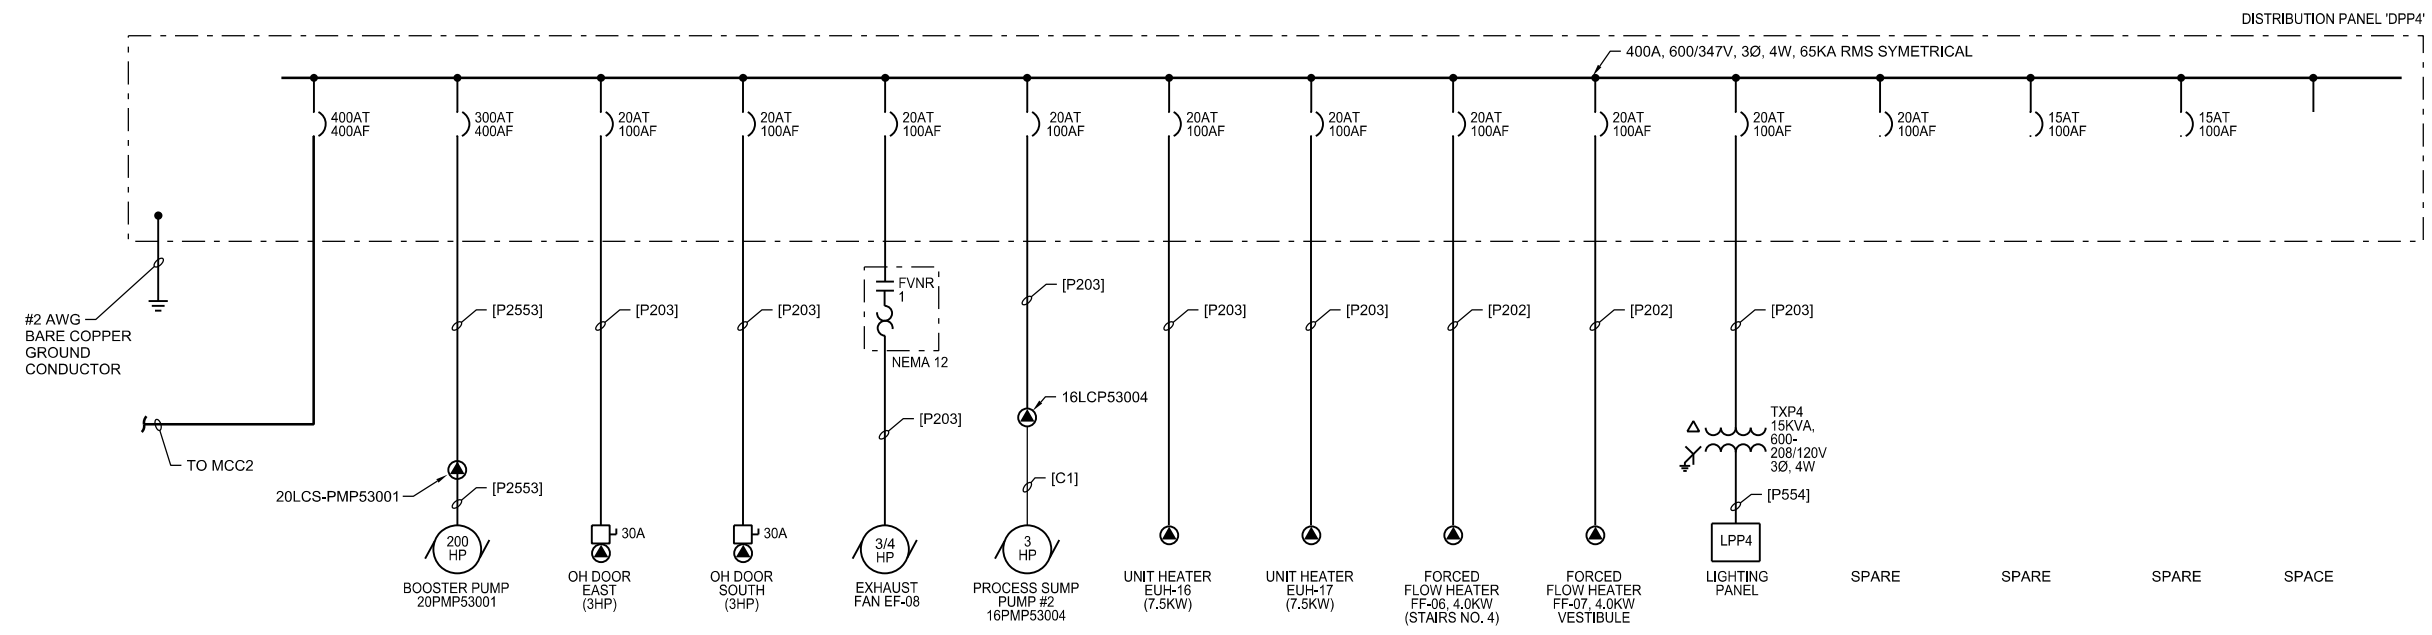 DISTRIBUTION PANEL 'DPP4'
400A, 600/347V, 3Ø, 4W, 65KA RMS SYMETRICAL
400AT
400AF
300AT
400AF
20AT
100AF
20AT
100AF
20AT
100AF
20AT
100AF
20AT
100AF
20AT
100AF
20AT
100AF
20AT
100AF
20AT
100AF
20AT
100AF
15AT
100AF
15AT
100AF
#2 AWG
BARE COPPER
GROUND
CONDUCTOR
TO MCC2
[P2553]
20LCS-PMP53001
[P2553]
200
HP
BOOSTER PUMP
20PMP53001
[P203]
30A
OH DOOR
EAST
(3HP)
[P203]
30A
OH DOOR
SOUTH
(3HP)
FVNR
1
NEMA 12
[P203]
3/4
HP
EXHAUST
FAN EF-08
[P203]
16LCP53004
[C1]
3
HP
PROCESS SUMP
PUMP #2
16PMP53004
[P203]
UNIT HEATER
EUH-16
(7.5KW)
[P203]
UNIT HEATER
EUH-17
(7.5KW)
[P202]
FORCED
FLOW HEATER
FF-06, 4.0KW
(STAIRS NO. 4)
[P202]
FORCED
FLOW HEATER
FF-07, 4.0KW
VESTIBULE
[P203]
TXP4
15KVA,
600-
208/120V
3Ø, 4W
[P554]
LPP4
LIGHTING
PANEL
SPARE
SPARE
SPARE
SPACE